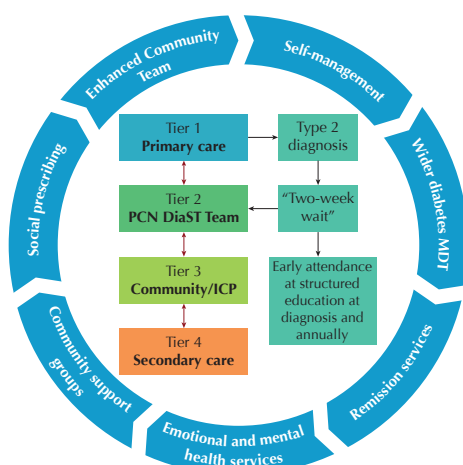 Enhanced Community
Team
Self-management
Wider diabetes MDT
Remission services
Emotional and mental
health services
Community support
groups
Social prescribing
Tier 1
Primary care
Type 2
diagnosis
Tier 2
PCN DiaST Team
“Two-week
wait”
Tier 3
Community/ICP
Early attendance
at structured
education at
diagnosis and
annually
Tier 4
Secondary care